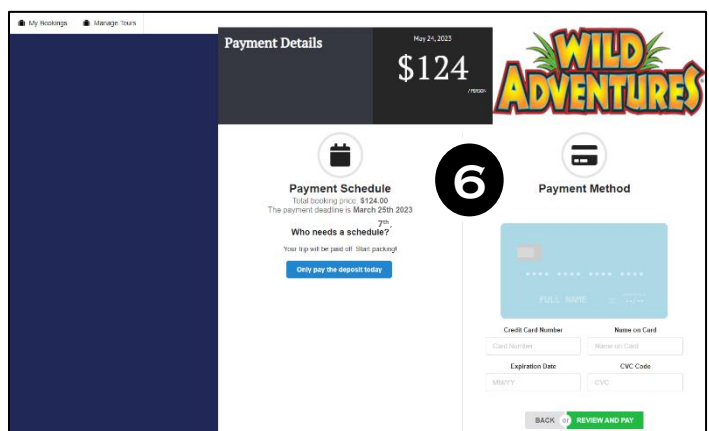 My Bookings Manage Tours
Payment Details
May 24, 2023
$124
/PERSON
WILD
ADVENTURES
6
Payment Schedule
Total booking price: $124.00
The payment deadline is March 25th 2023
7th,
Who needs a schedule?
Your trip will be paid off. Start packing!
Only pay the deposit today
Payment Method
•••• •••• •••• ••••
FULL NAME
••/••
Credit Card Number Name on Card
Card Number Name on Card
Expiration Date CVC Code
MM/YY CVC
BACK or REVIEW AND PAY